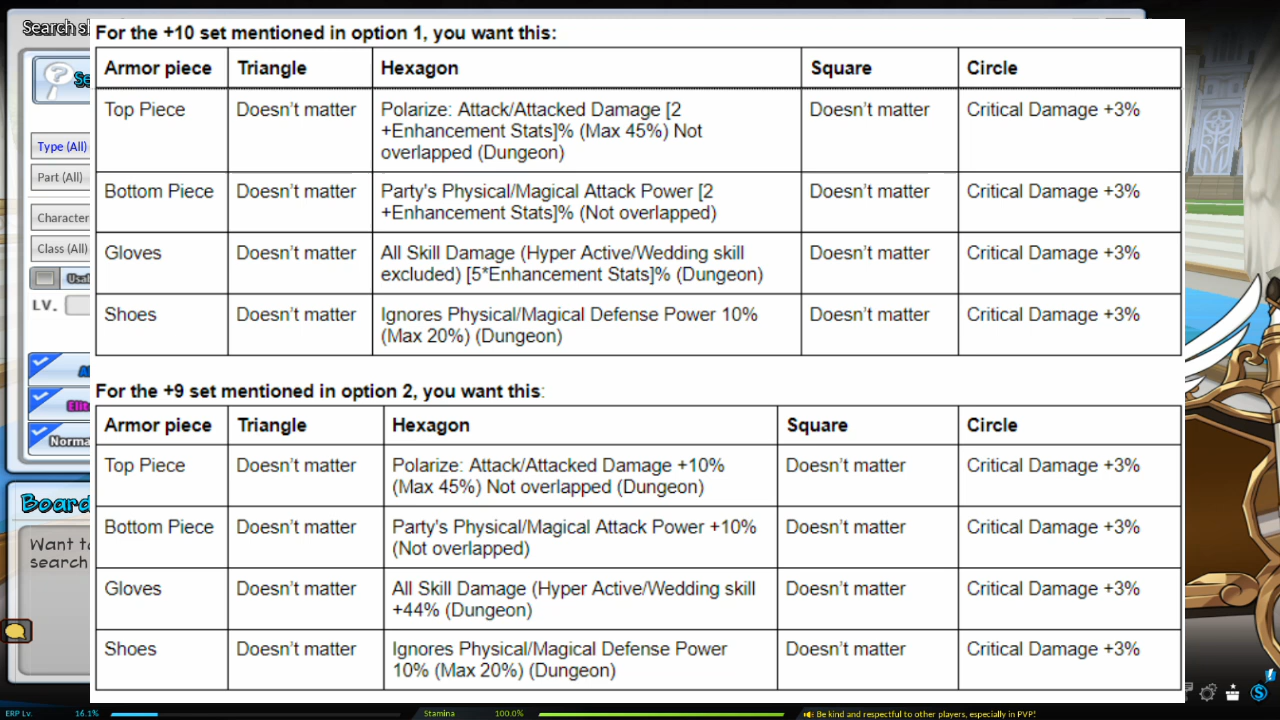 Search
For the +10 set mentioned in option 1, you want this:
Armor piece Triangle Hexagon Square Circle
Top Piece Doesn't matter Polarize: Attack/Attacked Damage [2 Doesn't matter Critical Damage +3%
+Enhancement Stats]% (Max 45%) Not
overlapped (Dungeon)
Bottom Piece Doesn't matter Party's Physical/Magical Attack Power [2 Doesn't matter Critical Damage +3%
+Enhancement Stats]% (Not overlapped)
Gloves Doesn't matter All Skill Damage (Hyper Active/Wedding skill Doesn't matter Critical Damage +3%
excluded) [5*Enhancement Stats]% (Dungeon)
Shoes Doesn't matter Ignores Physical/Magical Defense Power 10% Doesn't matter Critical Damage +3%
(Max 20%) (Dungeon)
For the +9 set mentioned in option 2, you want this:
Armor piece Triangle Hexagon Square Circle
Top Piece Doesn't matter Polarize: Attack/Attacked Damage +10% Doesn't matter Critical Damage +3%
(Max 45%) Not overlapped (Dungeon)
Bottom Piece Doesn't matter Party's Physical/Magical Attack Power +10% Doesn't matter Critical Damage +3%
(Not overlapped)
Gloves Doesn't matter All Skill Damage (Hyper Active/Wedding skill Doesn't matter Critical Damage +3%
+44% (Dungeon)
Shoes Doesn't matter Ignores Physical/Magical Defense Power Doesn't matter Critical Damage +3%
10% (Max 20%) (Dungeon)
Type (All)
Part (All)
Character
Class (All)
LV.
Board
Want
search
ERP Lv. 16.1% Stamina 100.0% Be kind and respectful to other players, especially in PVP!